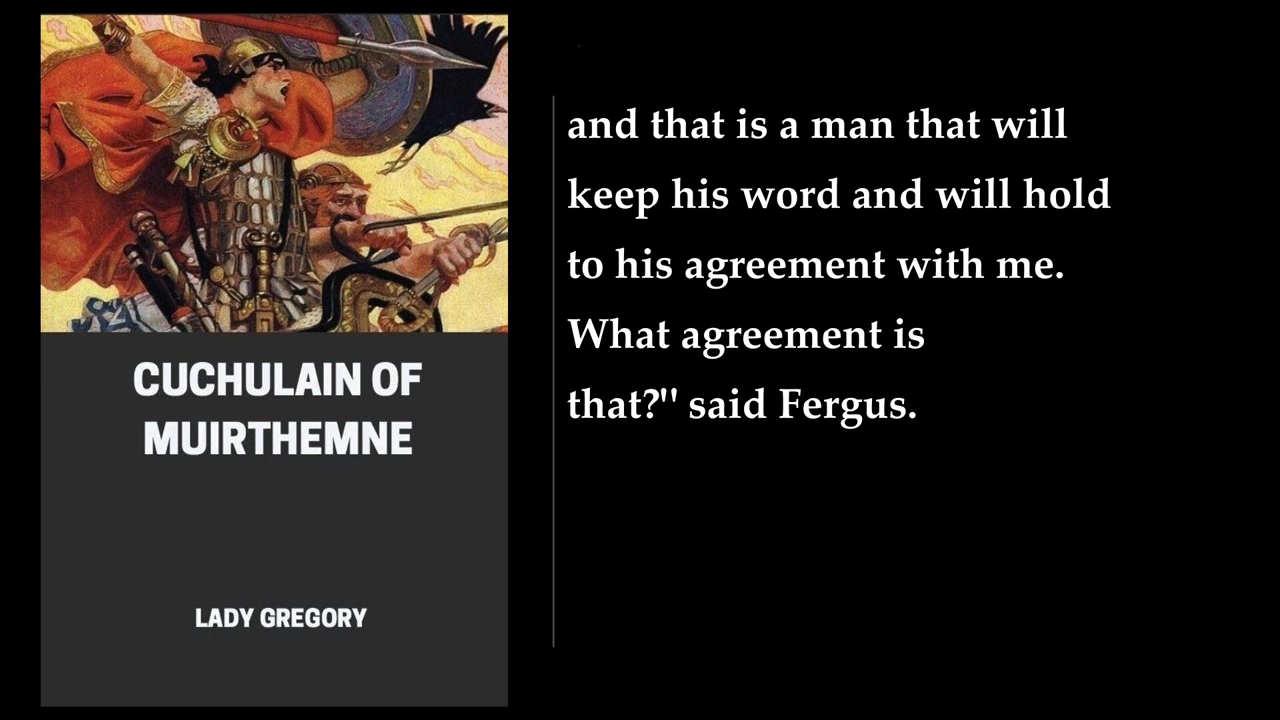 CUCHULAIN OF
MUIRTHEMNE
LADY GREGORY
and that is a man that will
keep his word and will hold
to his agreement with me.
What agreement is
that?" said Fergus.